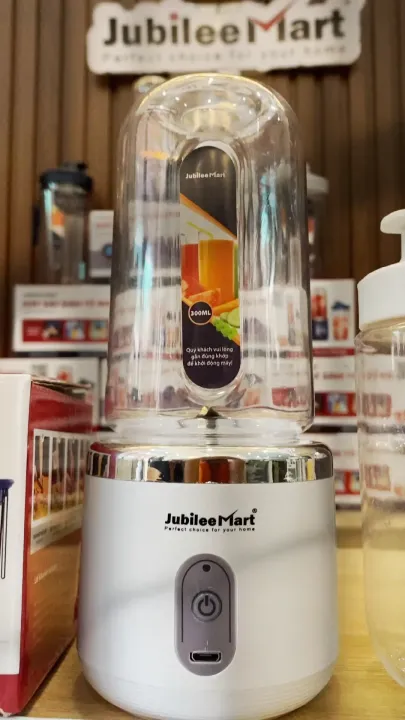 JubileeMart
Perfect choice for your home
JubileeMart
300ML
Quý khách vui lòng
gắn đúng khớp
để khởi động máy!
JubileeMart®
Perfect choice for your home